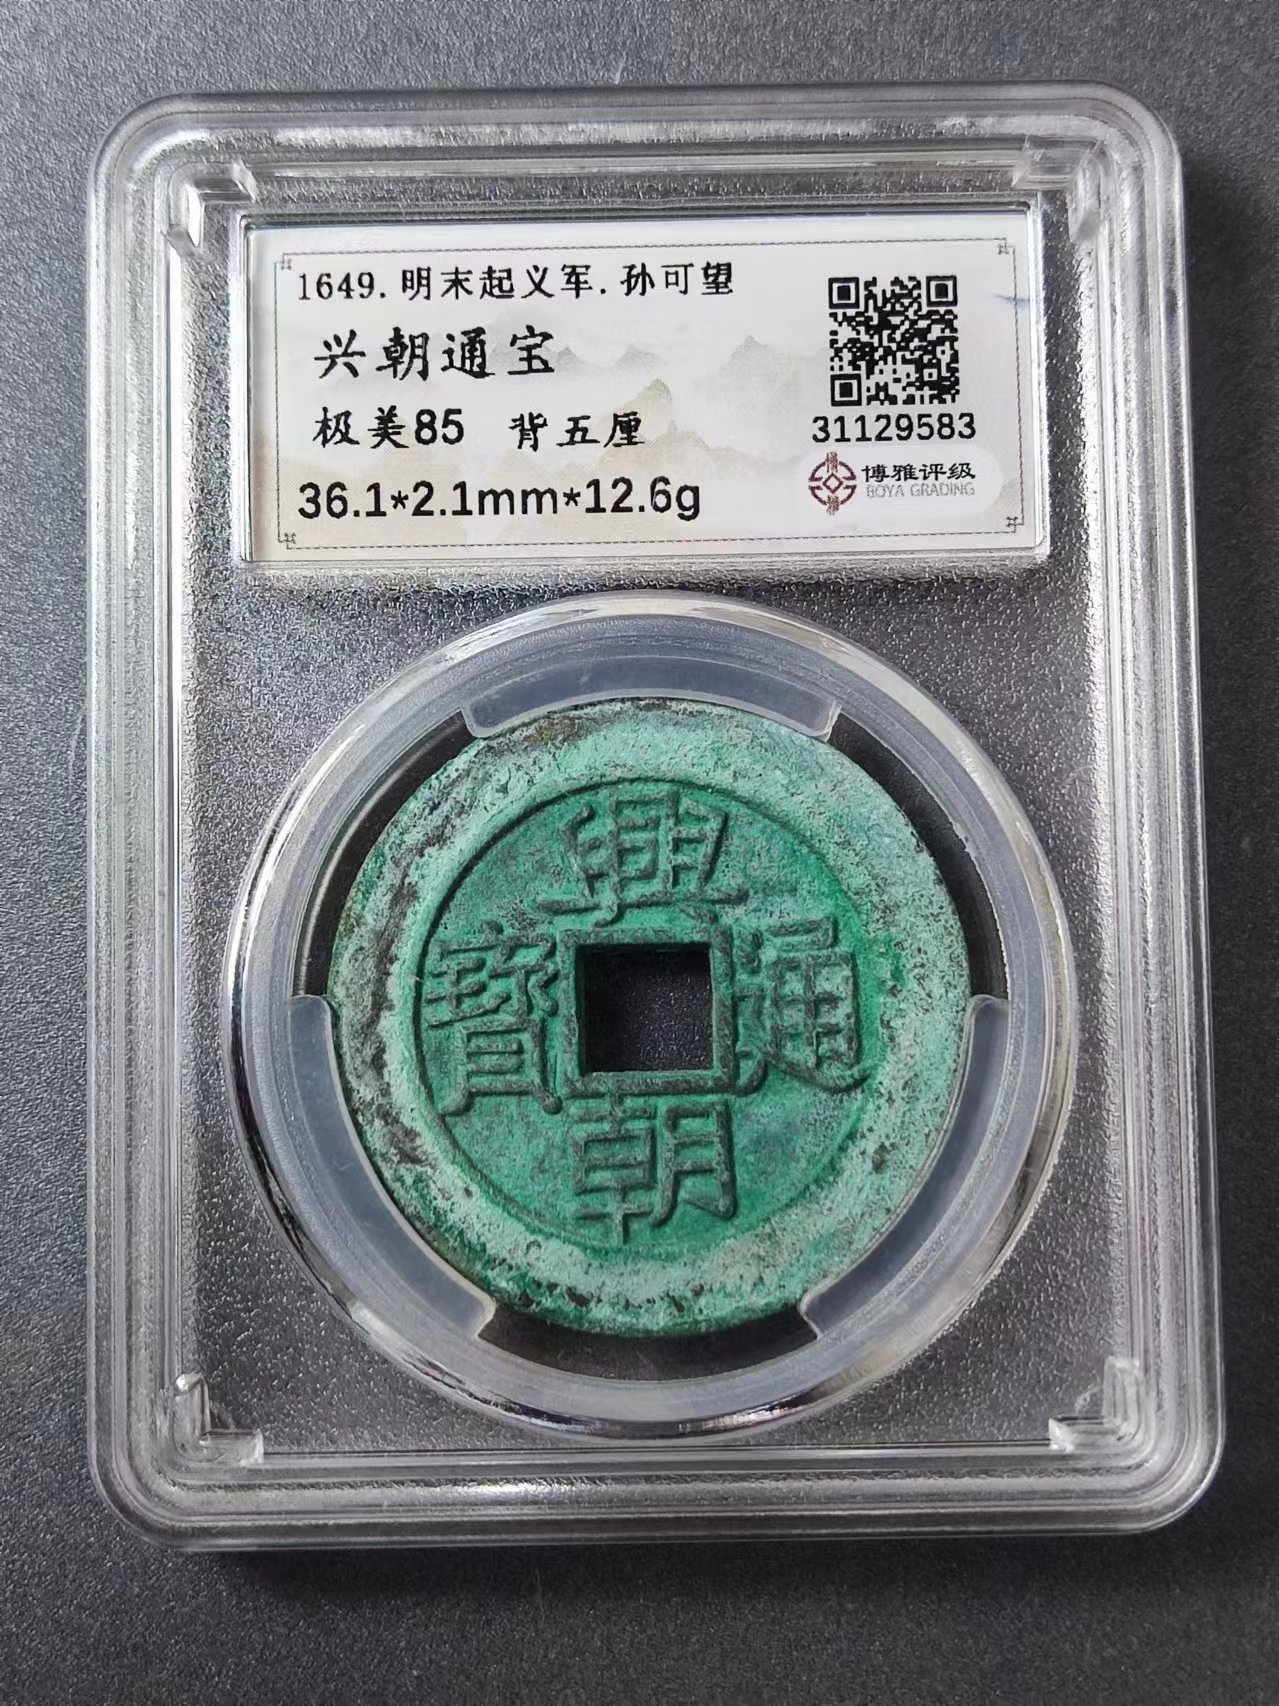 1649.明末起义军.孙可望
兴朝通宝
极美85 背五厘
36.1*2.1mm*12.6g
31129583
博雅评级
BOYA GRADING
興
寶 通
朝